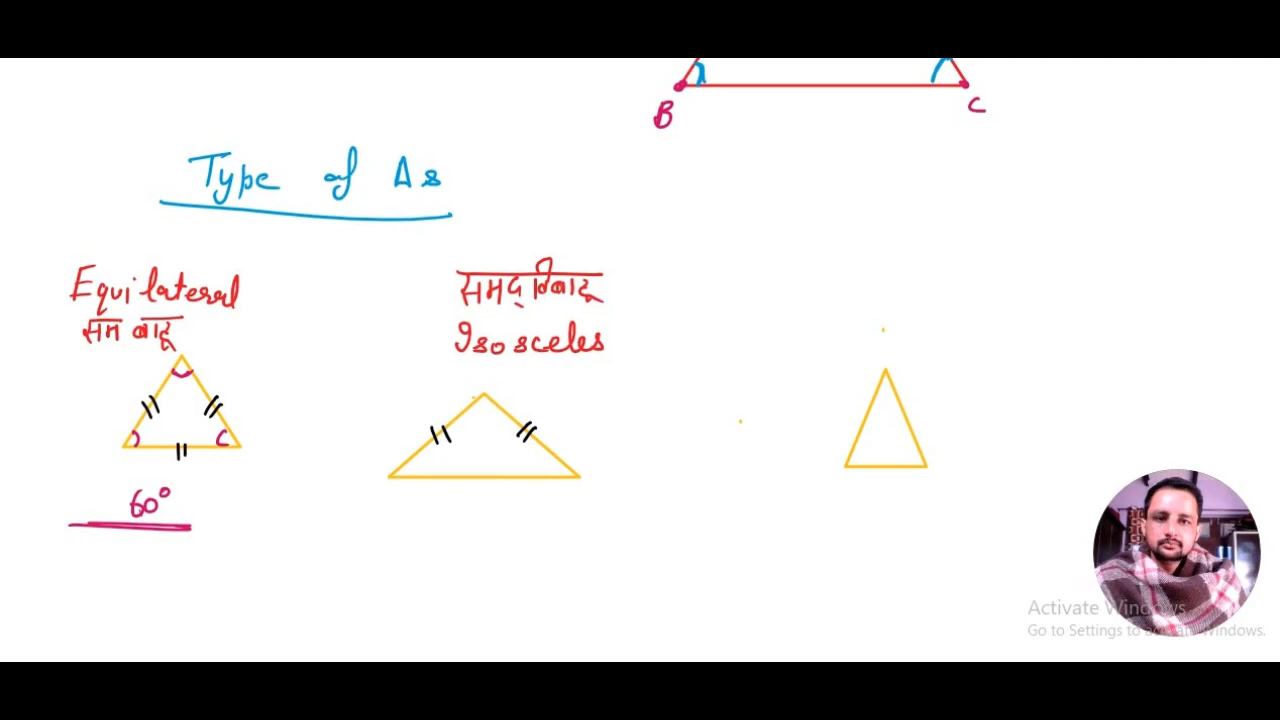 B
C
Type of Δs
Equilateral
सम बाहू
समद्विबाहू
Isosceles
60°
Activate Windows
Go to Settings to activate Windows.